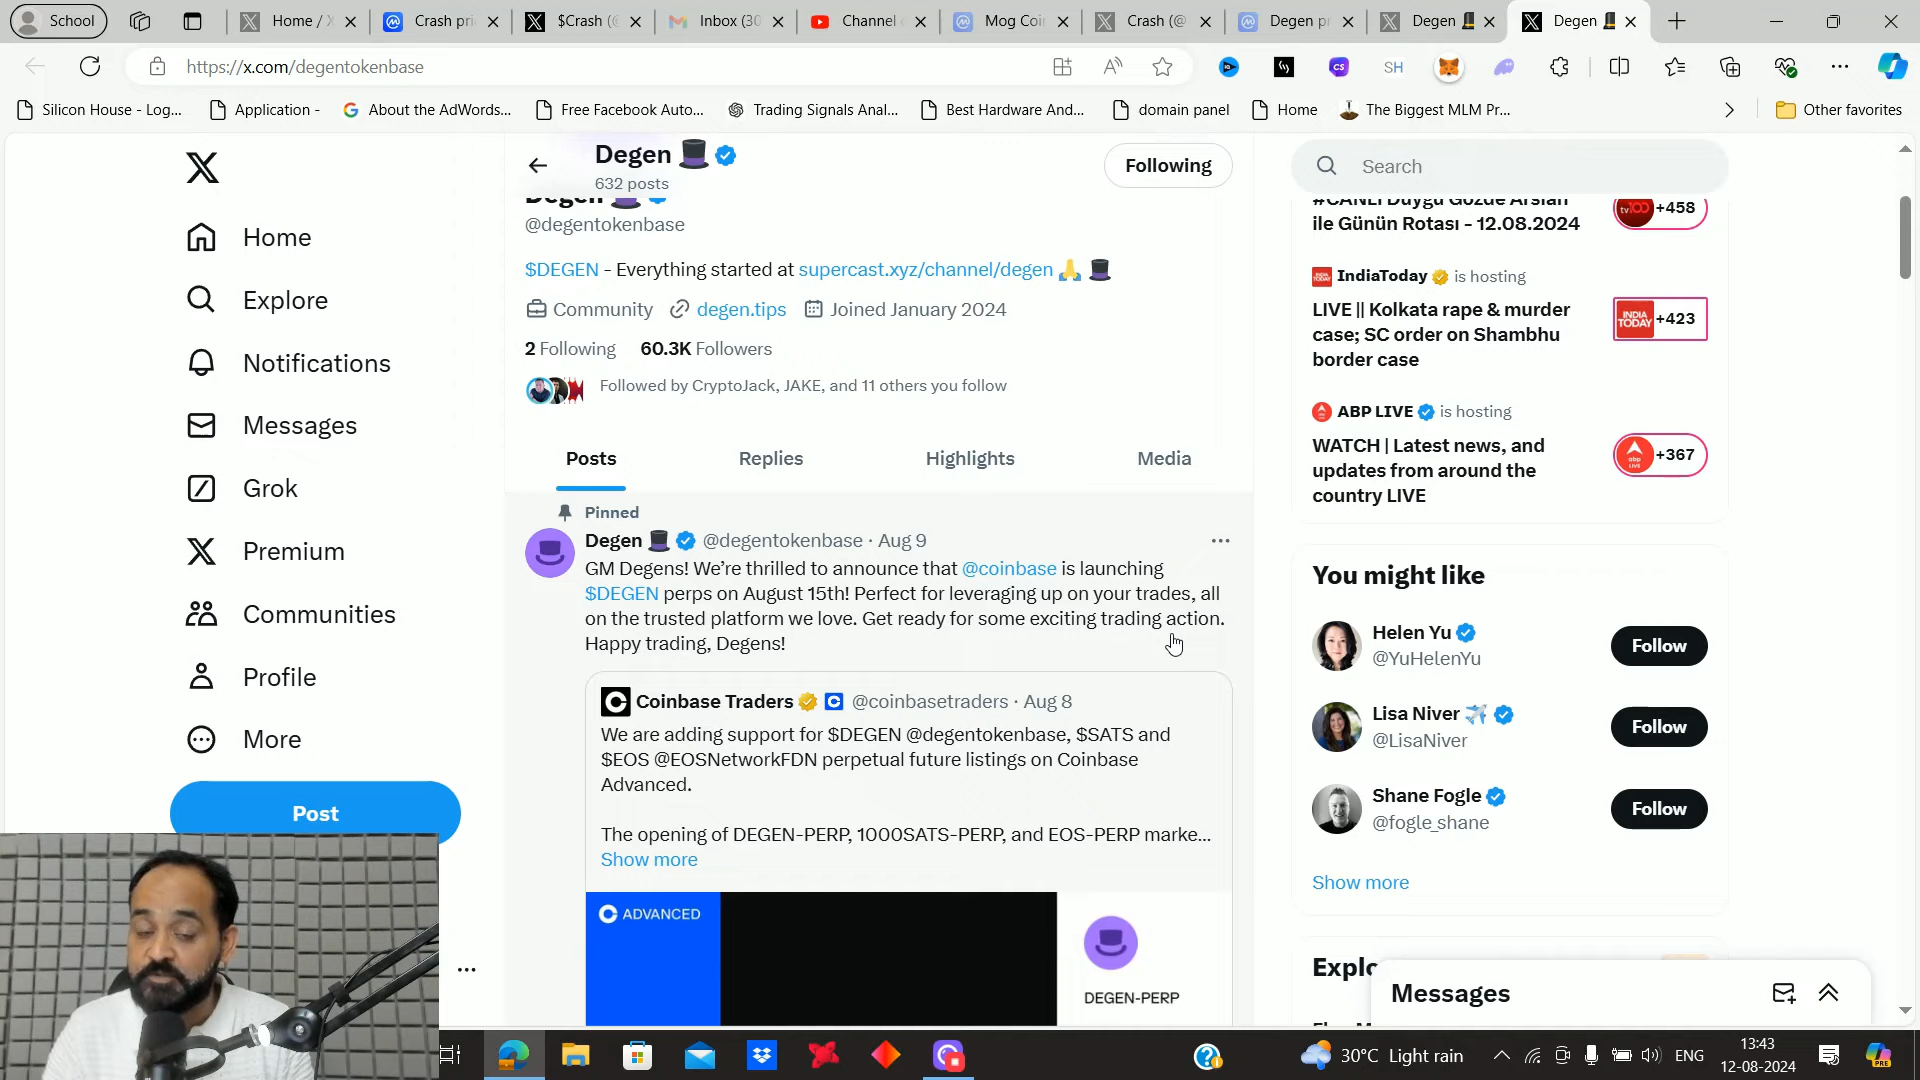 School
Home / X
Crash pri
$Crash (@
Inbox (30
Channel
Mog Coi
Crash (@
Degen p
Degen
Degen
https://x.com/degentokenbase
Silicon House - Log...
Application -
About the AdWords...
Free Facebook Auto...
Trading Signals Anal...
Best Hardware And...
domain panel
Home
The Biggest MLM Pr...
Other favorites
Home
Explore
Notifications
Messages
Grok
Premium
Communities
Profile
More
Post
Degen
632 posts
Following
Degen
@degentokenbase
$DEGEN - Everything started at supercast.xyz/channel/degen
Community degen.tips Joined January 2024
2 Following 60.3K Followers
Followed by CryptoJack, JAKE, and 11 others you follow
Posts
Replies
Highlights
Media
Pinned
Degen @degentokenbase · Aug 9
GM Degens! We’re thrilled to announce that @coinbase is launching
$DEGEN perps on August 15th! Perfect for leveraging up on your trades, all
on the trusted platform we love. Get ready for some exciting trading action.
Happy trading, Degens!
Coinbase Traders @coinbasetraders · Aug 8
We are adding support for $DEGEN @degentokenbase, $SATS and
$EOS @EOSNetworkFDN perpetual future listings on Coinbase
Advanced.
The opening of DEGEN-PERP, 1000SATS-PERP, and EOS-PERP marke...
Show more
ADVANCED
DEGEN-PERP
Search
#CANLI Duygu Gözde Arslan
ile Günün Rotası - 12.08.2024
tv100
+458
IndiaToday is hosting
LIVE || Kolkata rape & murder
case; SC order on Shambhu
border case
INDIA
TODAY
+423
ABP LIVE is hosting
WATCH | Latest news, and
updates from around the
country LIVE
abp
LIVE
+367
You might like
Helen Yu
@YuHelenYu
Follow
Lisa Niver
@LisaNiver
Follow
Shane Fogle
@fogle_shane
Follow
Show more
Explo
Messages
30°C Light rain
ENG
13:43
12-08-2024